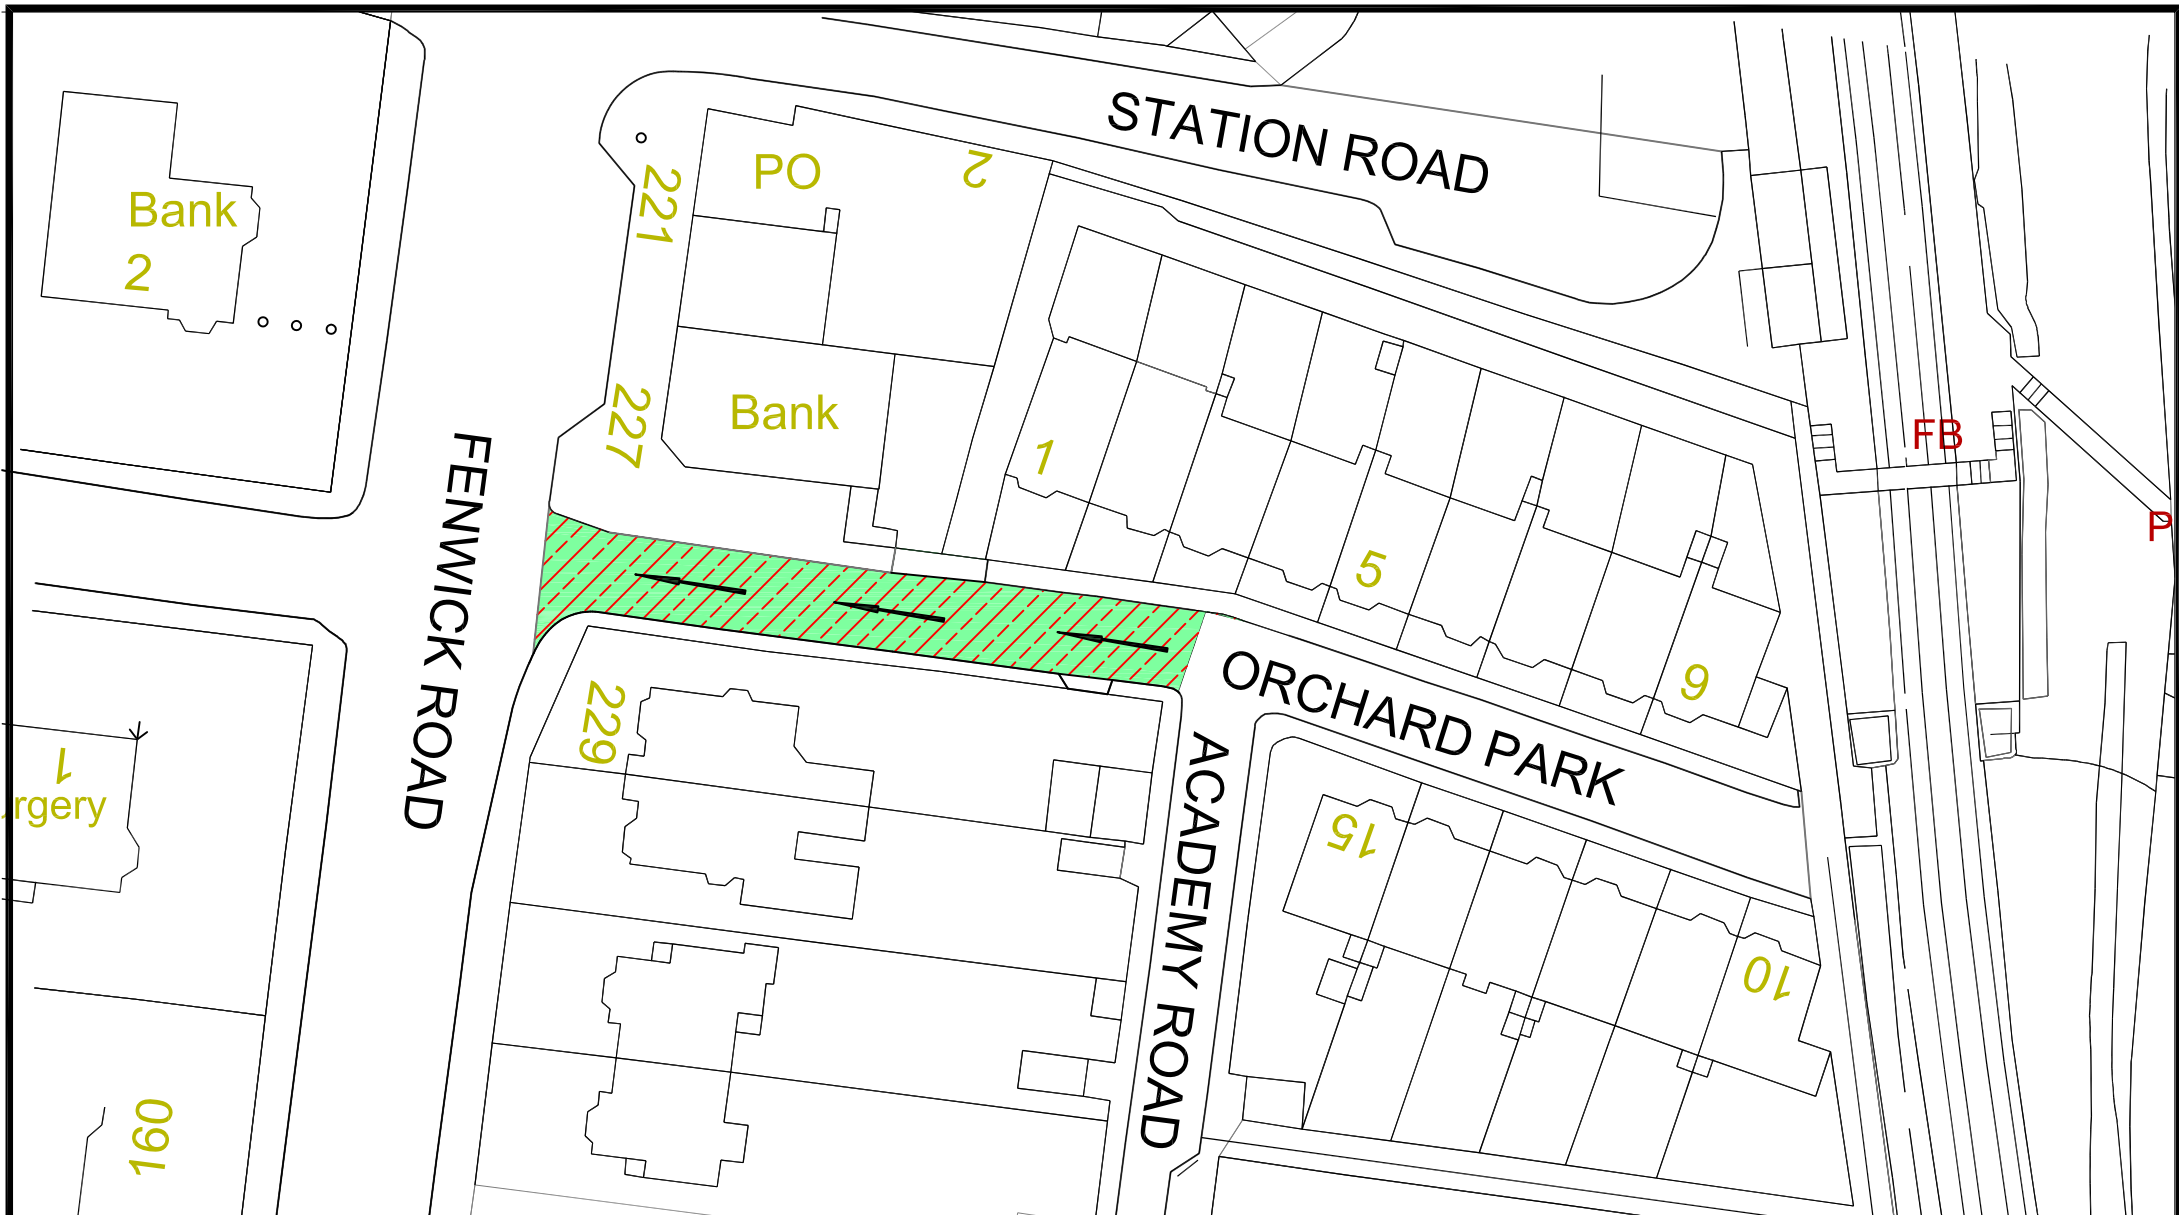 STATION ROAD
PO
2
221
Bank
2
227
Bank
FENWICK ROAD
1
5
9
FB
P
ORCHARD PARK
229
ACADEMY ROAD
1
rgery
15
10
160